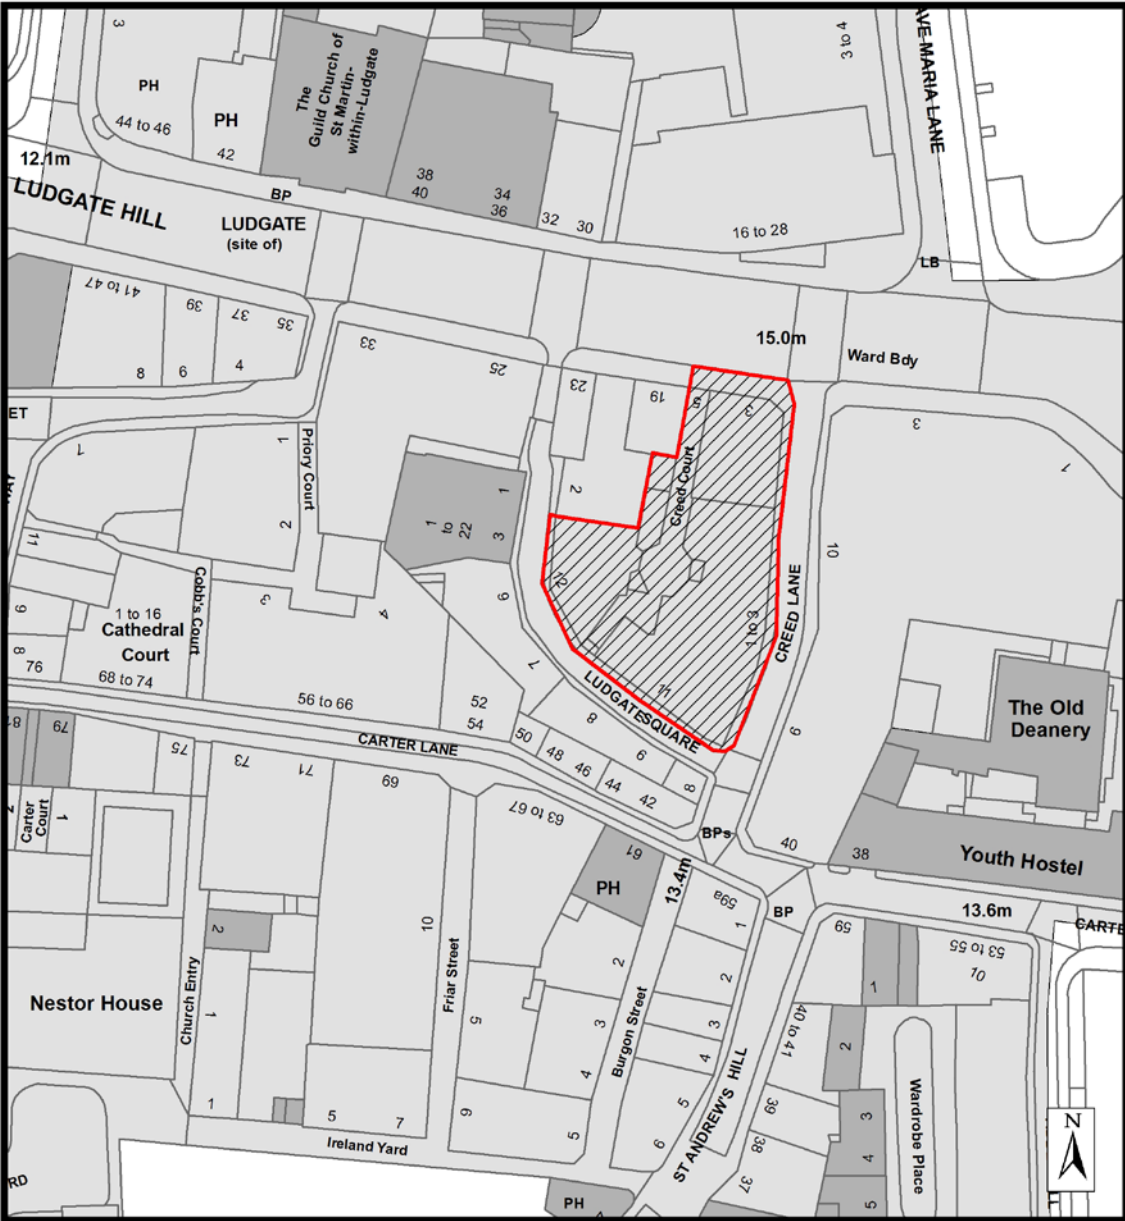 3
PH
44 to 46
PH
42
The
Guild Church of
St Martin-
within-Ludgate
38
40
34
36
32
30
3 to 4
AVE MARIA LANE
16 to 28
LB
12.1m
LUDGATE HILL
BP
LUDGATE
(site of)
15.0m
Ward Bdy
41 to 47
39
37
35
8
6
4
33
25
23
19
5
3
3
1
ET
1
1
Priory Court
2
1
1
to
22
3
2
Creed Court
12
10
11
9
8
76
Cobb's Court
1 to 16
Cathedral
Court
68 to 74
3
4
9
7
1 to 3
CREED LANE
11
LUDGATE SQUARE
56 to 66
52
54
50
48
46
44
42
8
6
8
9
The Old
Deanery
CARTER LANE
81
79
75
73
71
69
63 to 67
Carter
Court
1
BPs
40
38
Youth Hostel
61
PH
13.4m
59a
BP
13.6m
CARTE
59
53 to 55
10
2
10
1
2
2
3
4
5
1
2
3
4
5
6
Nestor House
Church Entry
1
Friar Street
5
Burgon Street
ST ANDREW'S HILL
40 to 41
39
38
37
1
2
3
4
5
Wardrobe Place
N
1
5
7
6
Ireland Yard
RD
PH